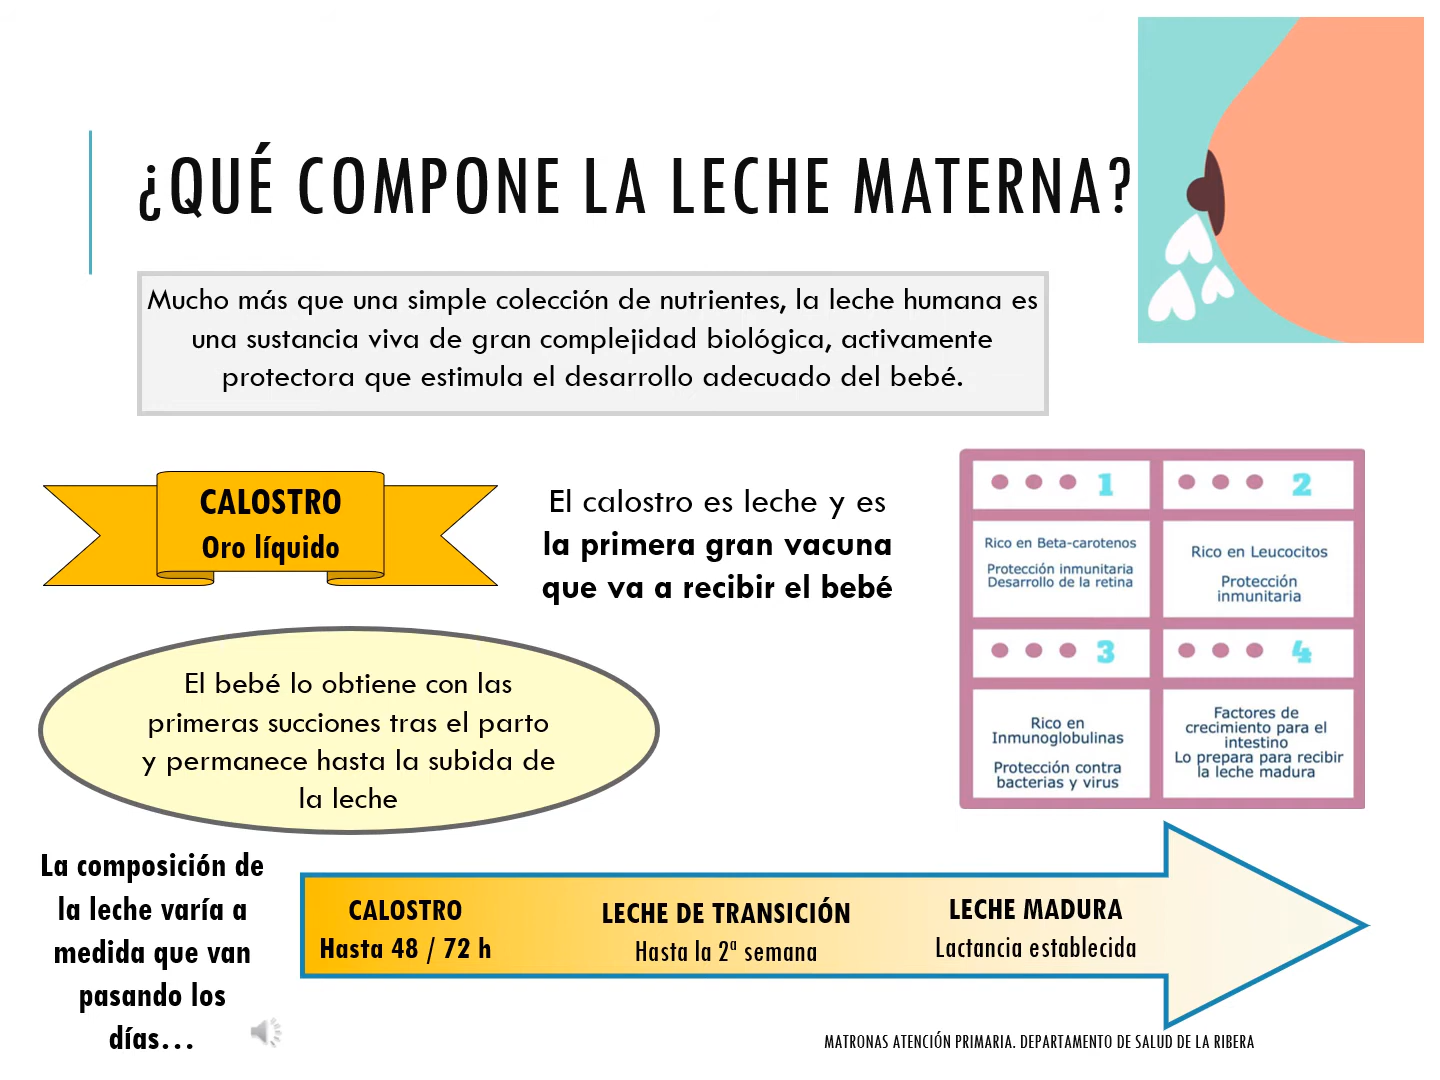 ¿QUÉ COMPONE LA LECHE MATERNA?
Mucho más que una simple colección de nutrientes, la leche humana es
una sustancia viva de gran complejidad biológica, activamente
protectora que estimula el desarrollo adecuado del bebé.
CALOSTRO
Oro líquido
El calostro es leche y es
la primera gran vacuna
que va a recibir el bebé
1
Rico en Beta-carotenos
Protección inmunitaria
Desarrollo de la retina
2
Rico en Leucocitos
Protección
inmunitaria
3
Rico en
Inmunoglobulinas
Protección contra
bacterias y virus
4
Factores de
crecimiento para el
intestino
Lo prepara para recibir
la leche madura
El bebé lo obtiene con las
primeras succiones tras el parto
y permanece hasta la subida de
la leche
La composición de
la leche varía a
medida que van
pasando los
días...
CALOSTRO
Hasta 48 / 72 h
LECHE DE TRANSICIÓN
Hasta la 2ª semana
LECHE MADURA
Lactancia establecida
MATRONAS ATENCIÓN PRIMARIA. DEPARTAMENTO DE SALUD DE LA RIBERA